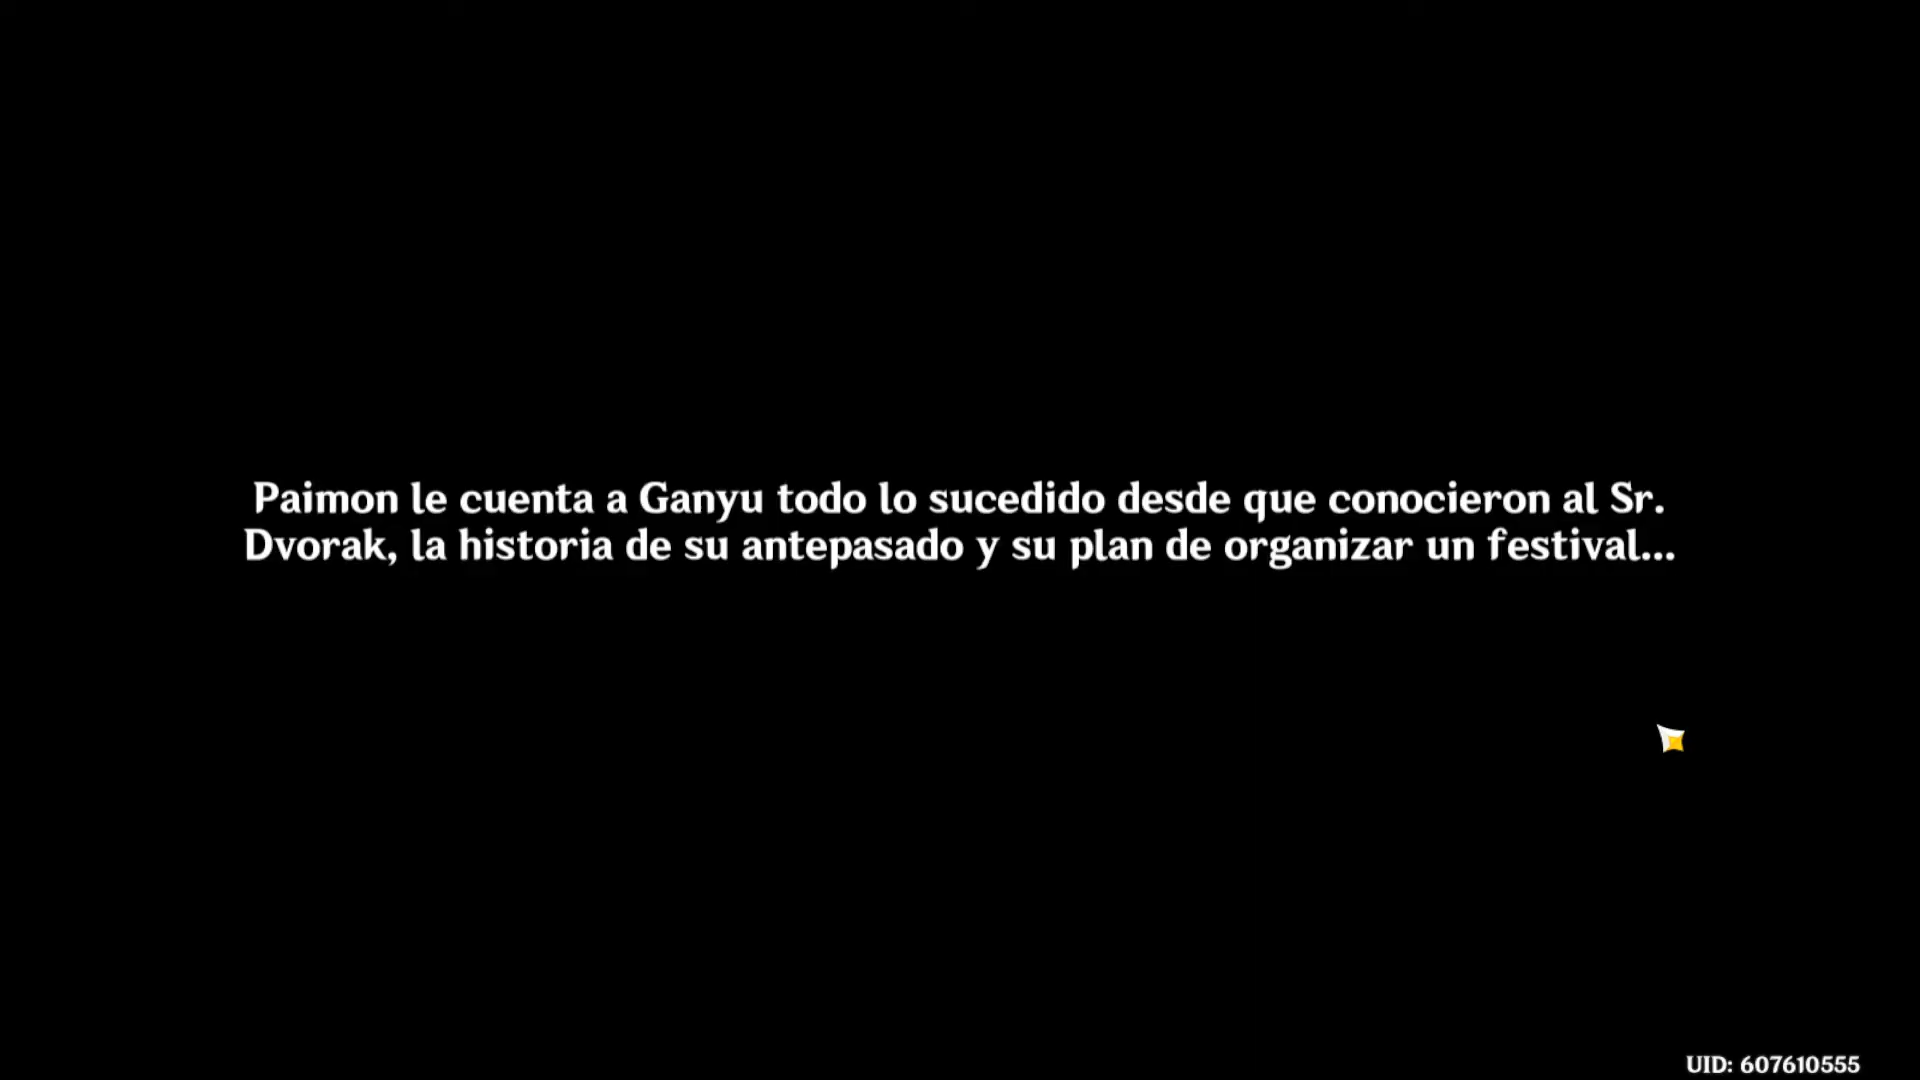 Paimon le cuenta a Ganyu todo lo sucedido desde que conocieron al Sr.
Dvorak, la historia de su antepasado y su plan de organizar un festival...
UID: 607610555